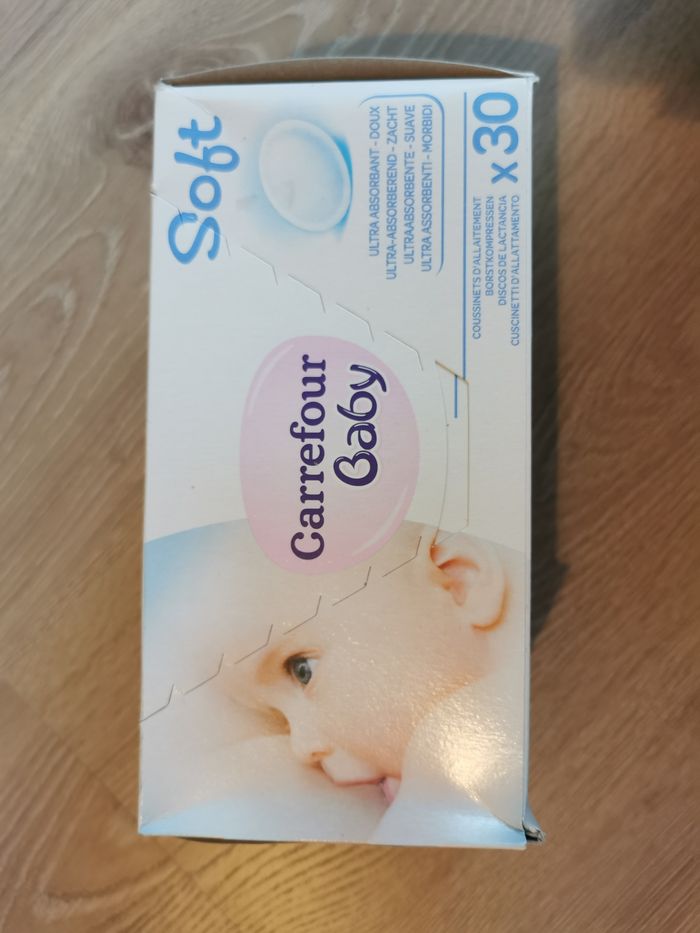 Soft
ULTRA ABSORBANT - DOUX
ULTRA-ABSORBEREND - ZACHT
ULTRAABSORBENTE - SUAVE
ULTRA ASSORBENTI - MORBIDI
x30
COUSSINETS D'ALLAITEMENT
BORSTKOMPRESSEN
DISCOS DE LACTANCIA
CUSCINETTI D'ALLATTAMENTO
Carrefour
Baby